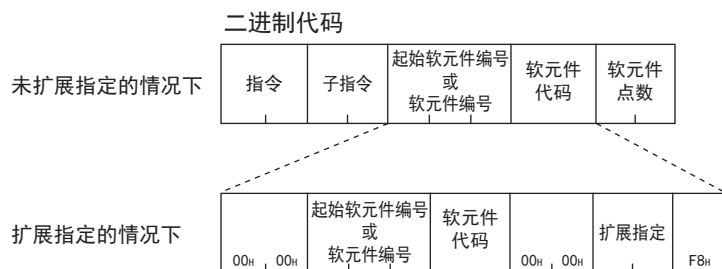 二进制代码
未扩展指定的情况下
指令
子指令
起始软元件编号
或
软元件编号
软元件
代码
软元件
点数
扩展指定的情况下
00H 00H
起始软元件编号
或
软元件编号
软元件
代码
00H 00H
扩展指定
F8H